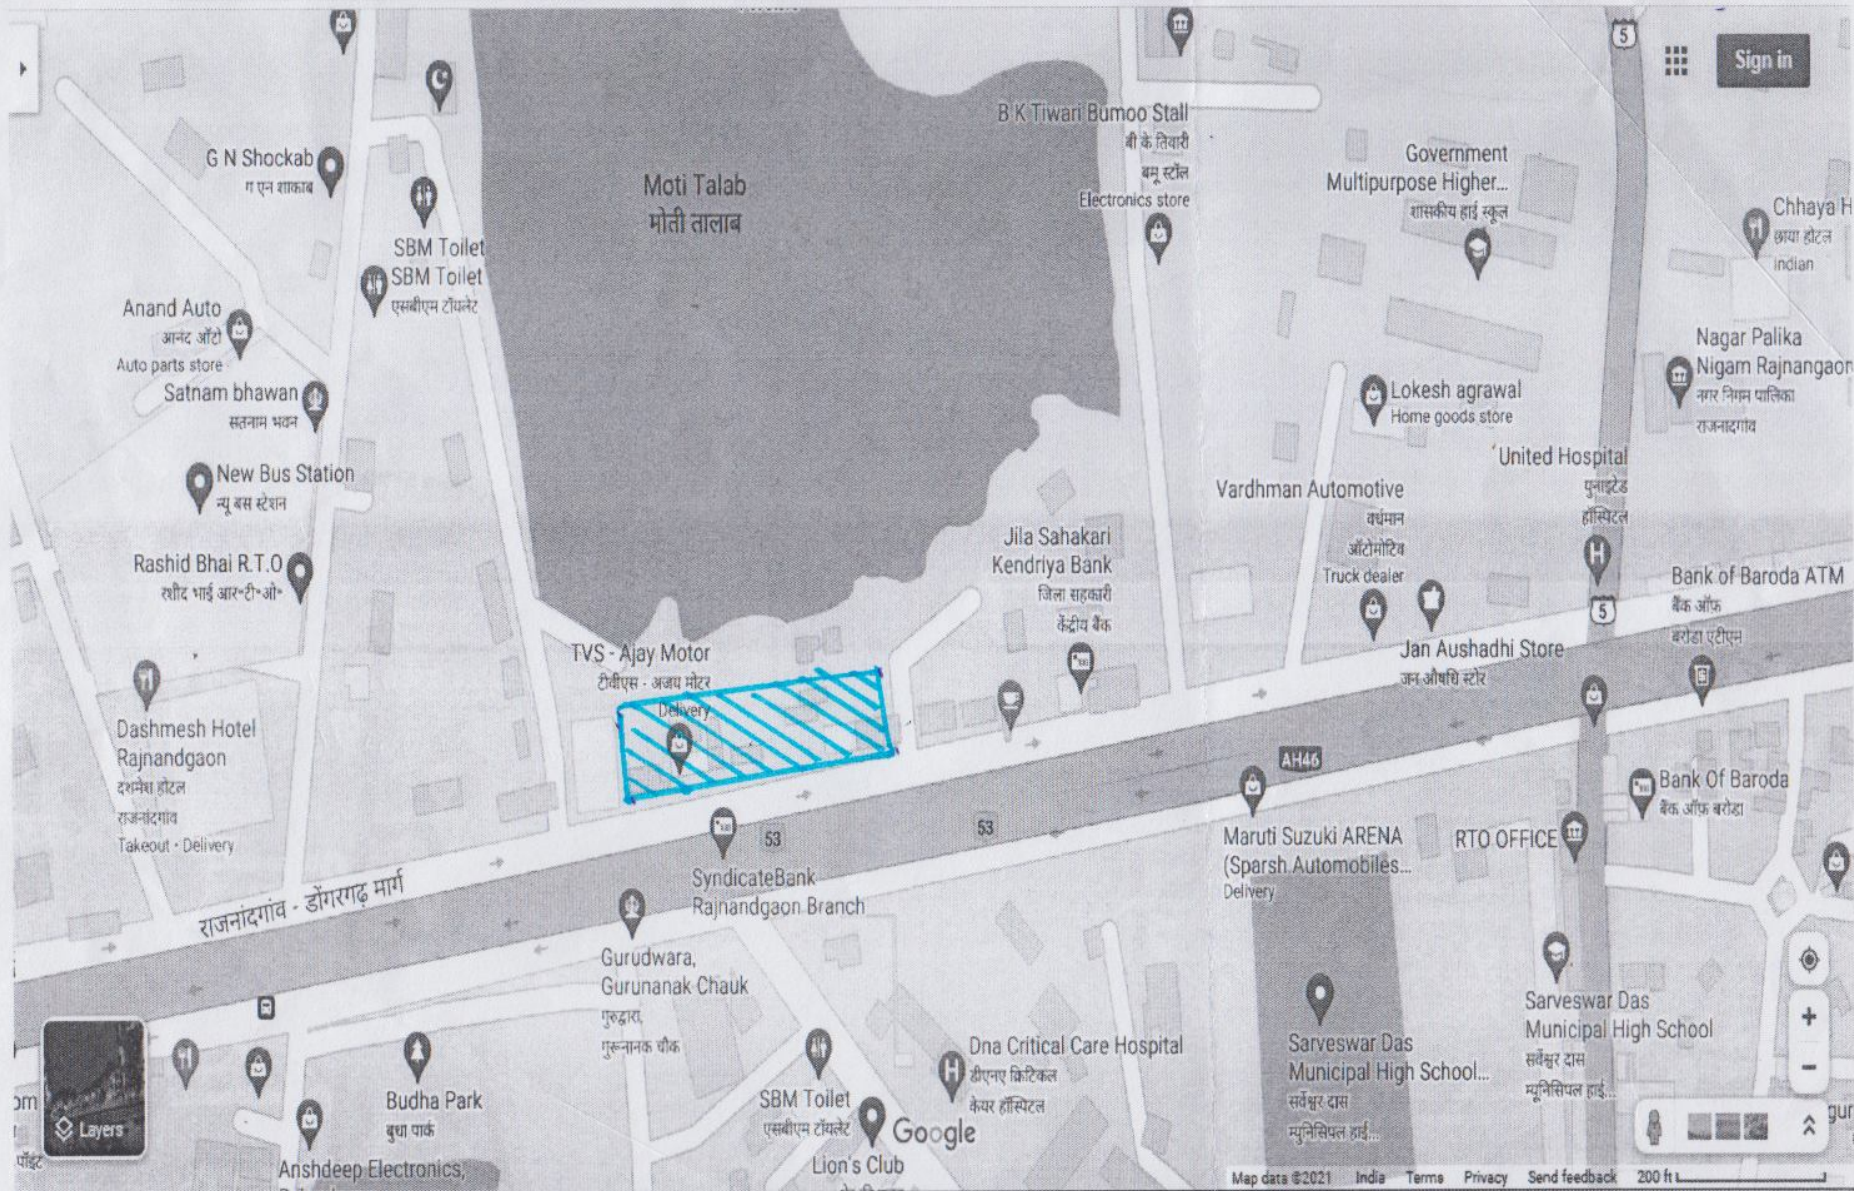 5
Sign in
B K Tiwari Bumoo Stall
बी के तिवारी
बमू स्टॉल
Electronics store
Government
Multipurpose Higher...
शासकीय हाई स्कूल
G N Shockab
ग एन शाकाब
Moti Talab
मोती तालाब
Chhaya H
छाया होटल
Indian
SBM Toilet
SBM Toilet
एसबीएम टॉयलेट
Anand Auto
आनंद ऑटो
Auto parts store
Nagar Palika
Nigam Rajnangaon
नगर निगम पालिका
राजनादगांव
Satnam bhawan
सतनाम भवन
Lokesh agrawal
Home goods store
New Bus Station
न्यू बस स्टेशन
United Hospital
युनाइटेड
हॉस्पिटल
Vardhman Automotive
वर्धमान
ऑटोमोटिव
Truck dealer
Jila Sahakari
Kendriya Bank
जिला सहकारी
केंद्रीय बैंक
Rashid Bhai R.T.O
रशीद भाई आर॰टी॰ओ॰
Bank of Baroda ATM
बैंक ऑफ़
बरोडा एटीएम
5
TVS - Ajay Motor
टीवीएस - अजय मोटर
Delivery
Jan Aushadhi Store
जन औषधि स्टोर
Dashmesh Hotel
Rajnandgaon
दशमेश होटल
राजनांदगांव
Takeout · Delivery
AH46
Bank Of Baroda
बैंक ऑफ़ बरोडा
53
53
Maruti Suzuki ARENA
(Sparsh Automobiles...
Delivery
RTO OFFICE
राजनांदगांव - डोंगरगढ़ मार्ग
SyndicateBank
Rajnandgaon Branch
Gurudwara,
Gurunanak Chauk
गुरुद्वारा,
गुरूनानक चौक
Sarveswar Das
Municipal High School
सर्वेश्वर दास
म्यूनिसिपल हाई...
Dna Critical Care Hospital
डीएनए क्रिटिकल
केयर हॉस्पिटल
Sarveswar Das
Municipal High School...
सर्वेश्वर दास
म्युनिसिपल हाई...
Budha Park
बुधा पार्क
SBM Toilet
एसबीएम टॉयलेट
Layers
Google
Lion's Club
Anshdeep Electronics,
पॉइंट
Map data ©2021 India Terms Privacy Send feedback 200 ft